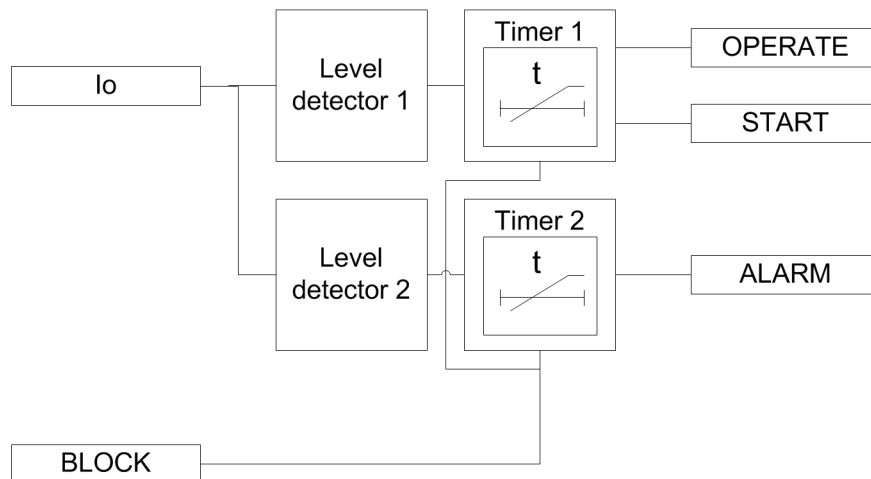 Timer 1
OPERATE
Io
Level
detector 1
t
START
Timer 2
Level
detector 2
t
ALARM
BLOCK